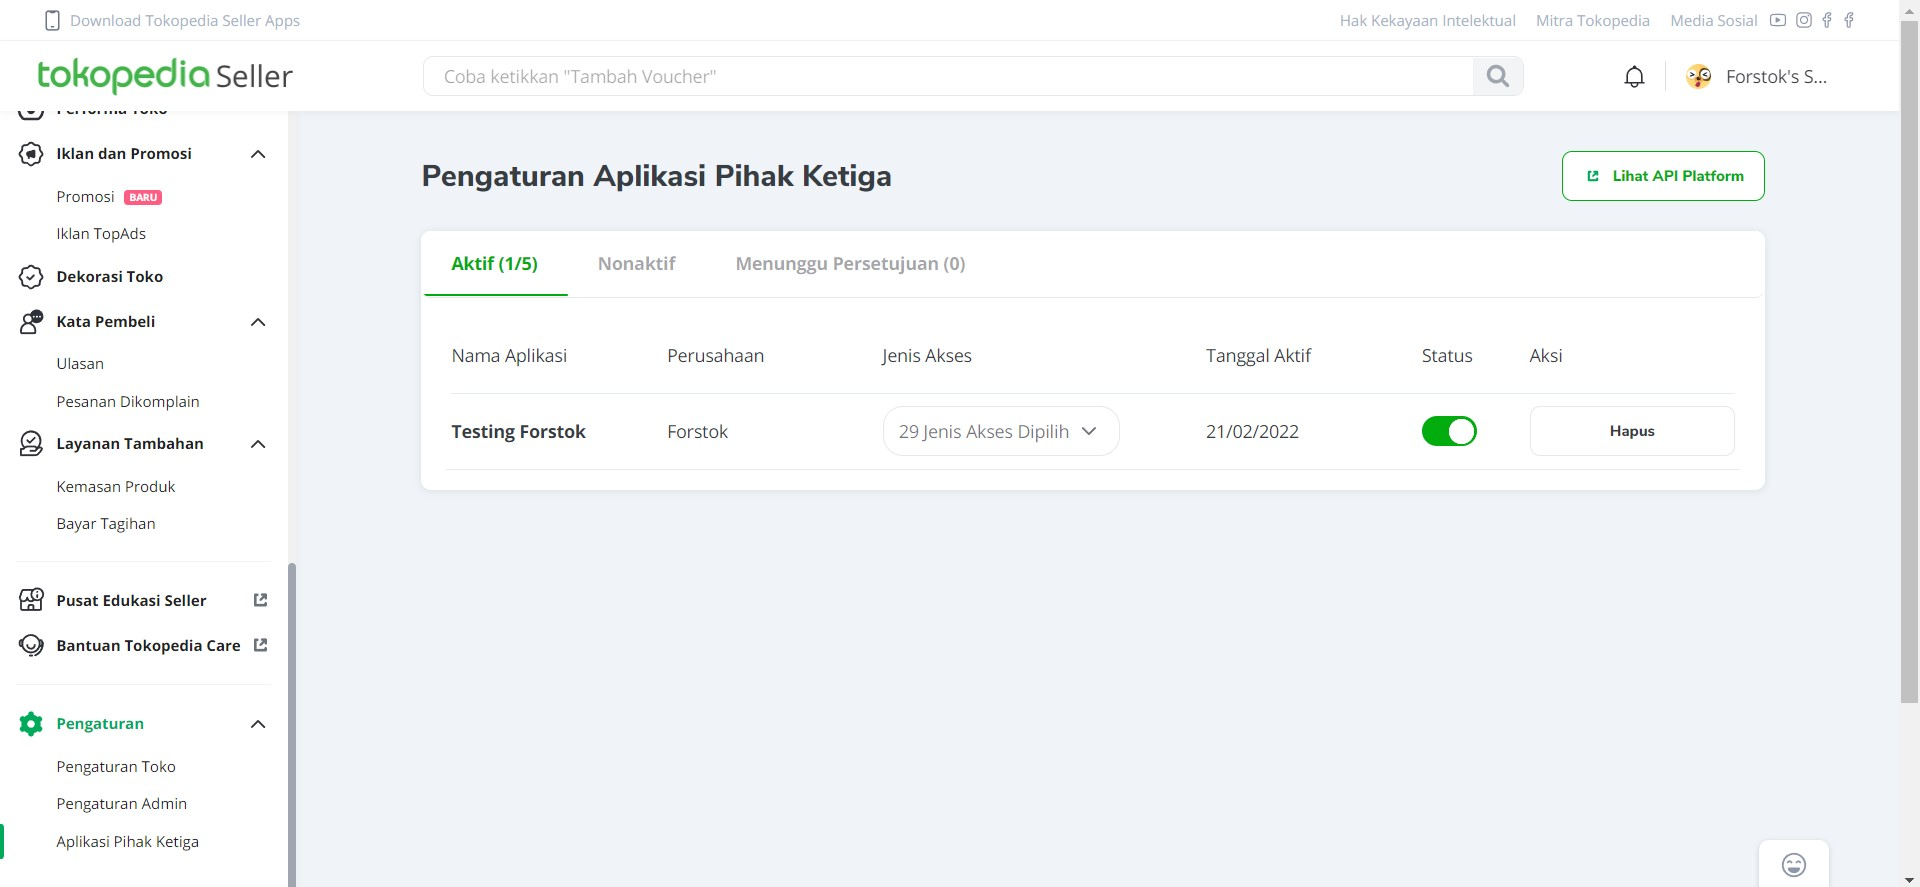 Download Tokopedia Seller Apps
Hak Kekayaan Intelektual
Mitra Tokopedia
Media Sosial
tokopedia Seller
Coba ketikkan "Tambah Voucher"
Forstok's S...
Performa Toko
Iklan dan Promosi
Promosi BARU
Iklan TopAds
Dekorasi Toko
Kata Pembeli
Ulasan
Pesanan Dikomplain
Layanan Tambahan
Kemasan Produk
Bayar Tagihan
Pusat Edukasi Seller
Bantuan Tokopedia Care
Pengaturan
Pengaturan Toko
Pengaturan Admin
Aplikasi Pihak Ketiga
Pengaturan Aplikasi Pihak Ketiga
Lihat API Platform
Aktif (1/5)
Nonaktif
Menunggu Persetujuan (0)
Nama Aplikasi
Perusahaan
Jenis Akses
Tanggal Aktif
Status
Aksi
Testing Forstok
Forstok
29 Jenis Akses Dipilih
21/02/2022
Hapus